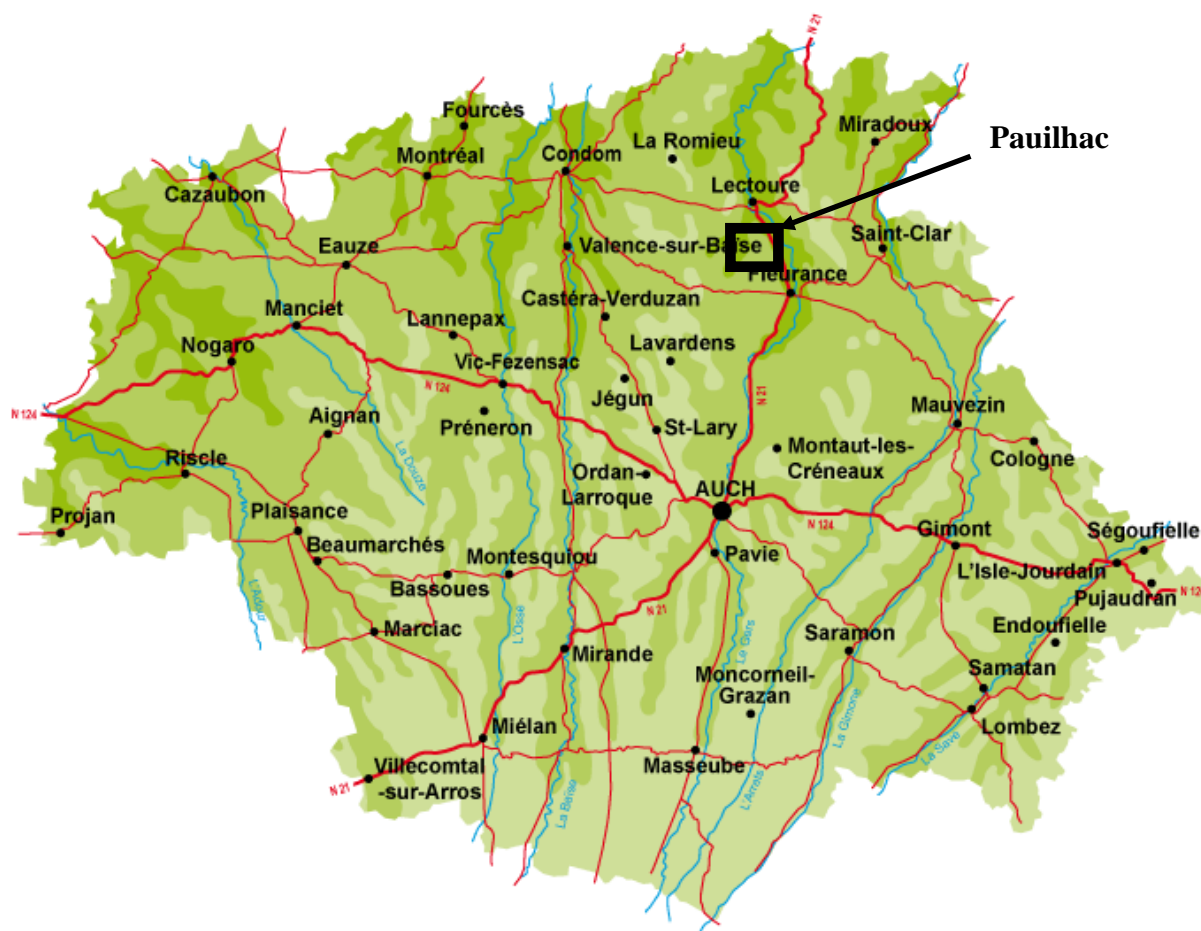 N 21
Fourcès
Miradoux
Pauilhac
La Romieu
Condom
Montréal
Lectoure
Cazaubon
Saint-Clar
Eauze
Valence-sur-Baïse
Fleurance
Castéra-Verduzan
Manciet
Lannepax
Lavardens
Nogaro
Vic-Fezensac
N 124
N 124
Jégun
N 21
Mauvezin
Aignan
Préneron
St-Lary
Montaut-les-
Créneaux
Cologne
Riscle
La Douze
Ordan-
Larroque
AUCH
Projan
Plaisance
N 124
Gimont
Ségoufielle
Beaumarchés
Montesquiou
Pavie
L'Isle-Jourdain
Bassoues
Pujaudran
N 124
L'Adour
L'Osse
N 21
Le Gers
Endoufielle
Marciac
Saramon
Mirande
Moncorneil-
Grazan
Samatan
La Gimone
Lombez
Miélan
La Save
Villecomtal
-sur-Arros
Masseube
N 21
La Baïse
L'Arrats